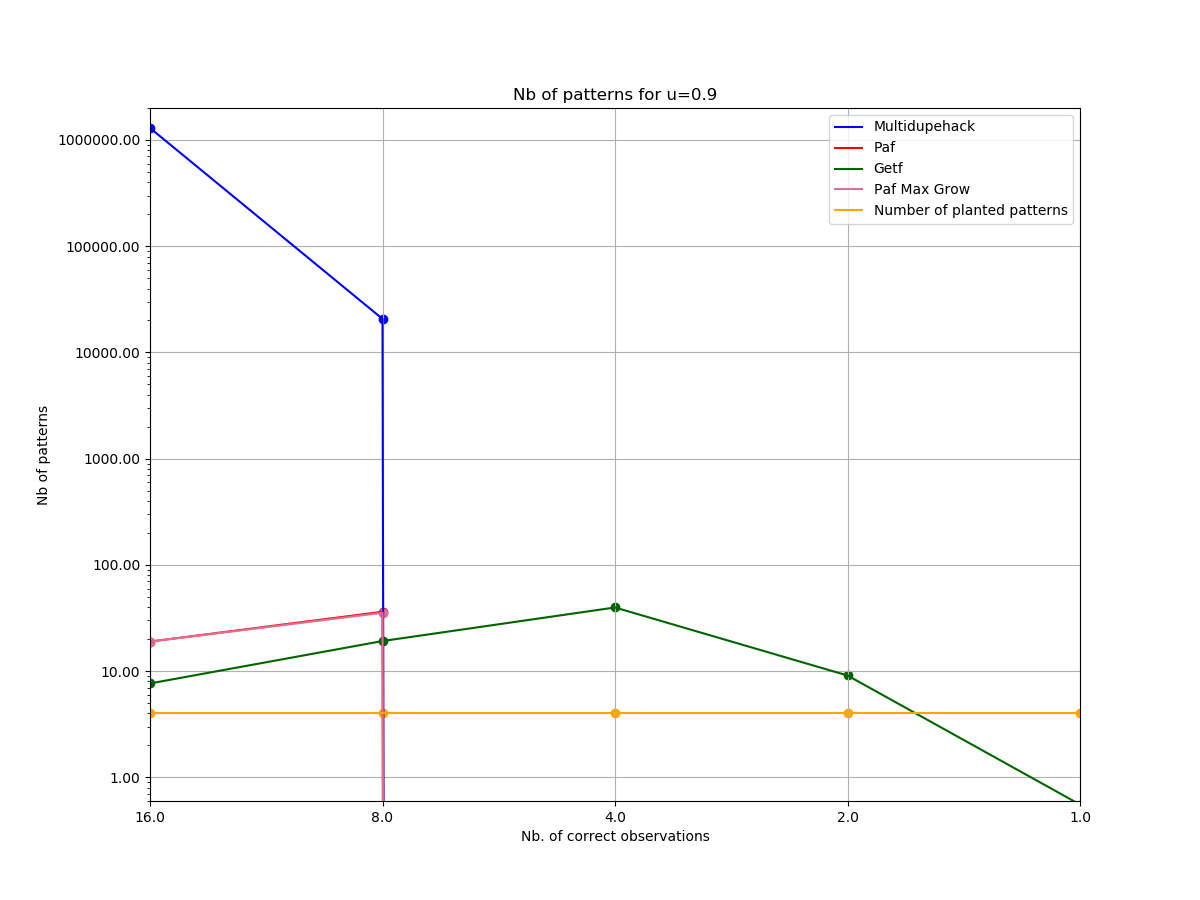 Nb of patterns for u=0.9
Multidupehack
Paf
Getf
Paf Max Grow
Number of planted patterns
1000000.00
100000.00
10000.00
1000.00
100.00
10.00
1.00
Nb of patterns
16.0 8.0 4.0 2.0 1.0
Nb. of correct observations